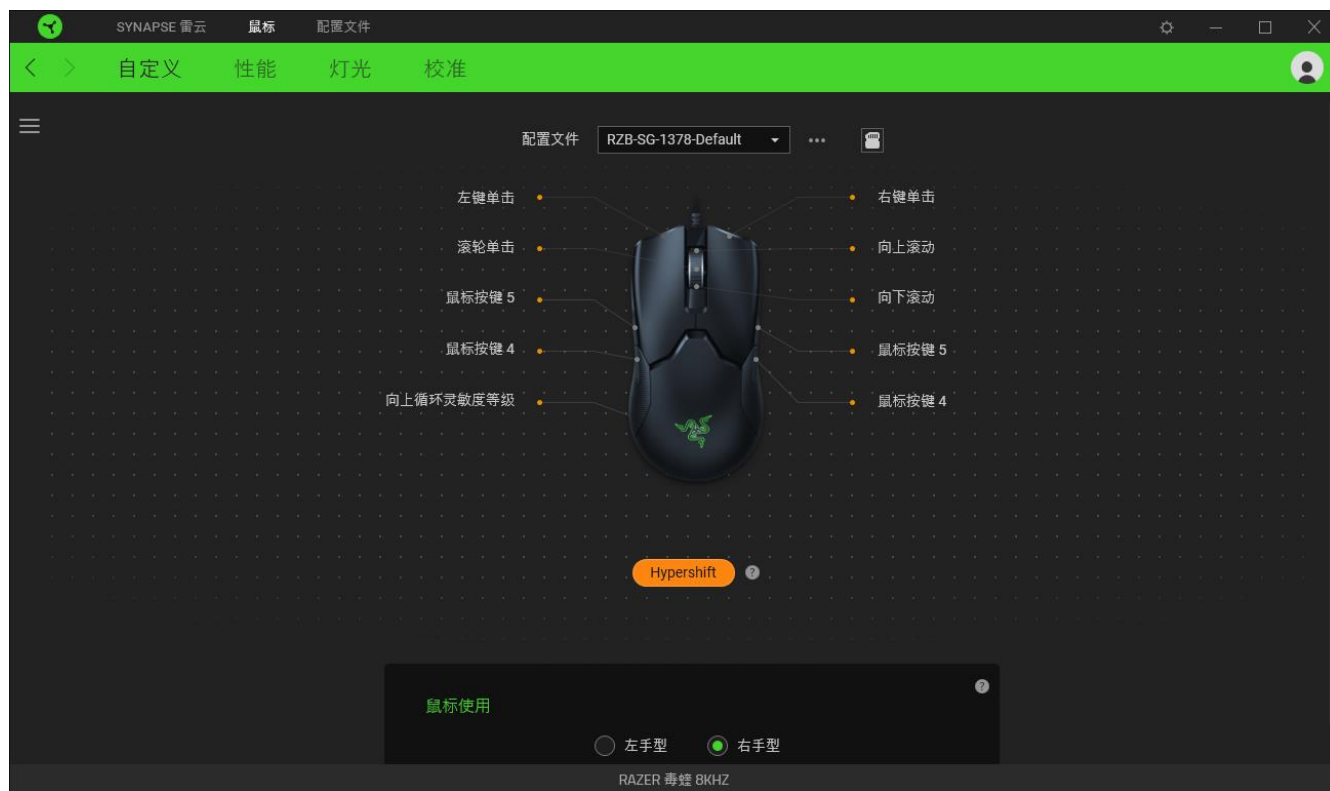 SYNAPSE 雷云 鼠标 配置文件
自定义 性能 灯光 校准
配置文件 RZB-SG-1378-Default
左键单击
滚轮单击
鼠标按键 5
鼠标按键 4
向上循环灵敏度等级
右键单击
向上滚动
向下滚动
鼠标按键 5
鼠标按键 4
Hypershift ?
鼠标使用 ?
左手型 右手型
RAZER 毒蝰 8KHZ